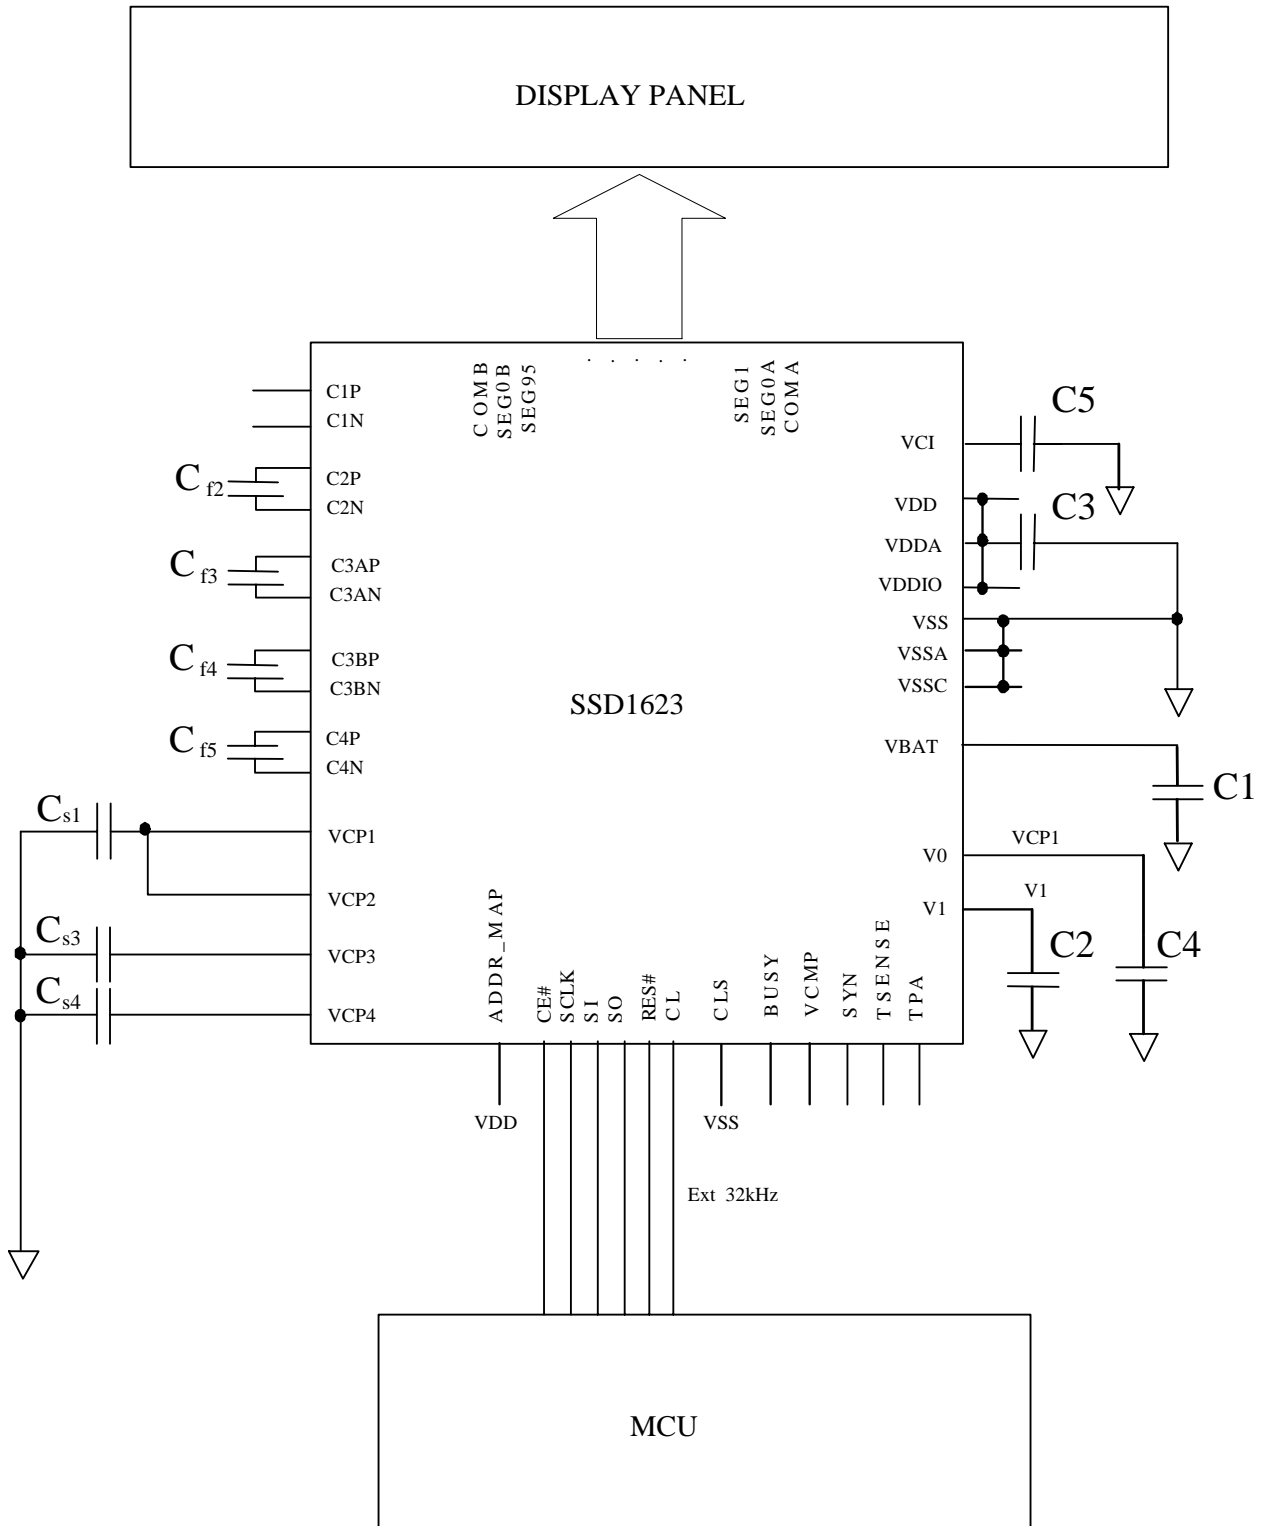 DISPLAY PANEL
COMB
SEG0B
SEG95
. . . . .
SEG1
SEG0A
COMA
C1P
C1N
Cf2
C2P
C2N
Cf3
C3AP
C3AN
Cf4
C3BP
C3BN
Cf5
C4P
C4N
Cs1
VCP1
VCP2
Cs3
VCP3
Cs4
VCP4
SSD1623
VCI
C5
VDD
C3
VDDA
VDDIO
VSS
VSSA
VSSC
VBAT
C1
V0
VCP1
V1
V1
C2
C4
ADDR_MAP
CE#
SCLK
SI
SO
RES#
CL
CLS
BUSY
VCMP
SYN
TSENSE
TPA
VDD
VSS
Ext 32kHz
MCU